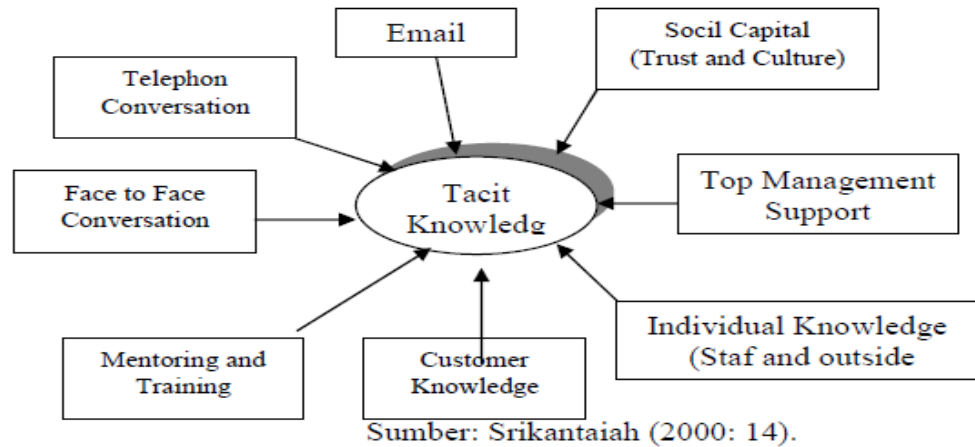 Email
Socil Capital
(Trust and Culture)
Telephon
Conversation
Face to Face
Conversation
Tacit
Knowledg
Top Management
Support
Mentoring and
Training
Customer
Knowledge
Individual Knowledge
(Staf and outside
Sumber: Srikantaiah (2000: 14).